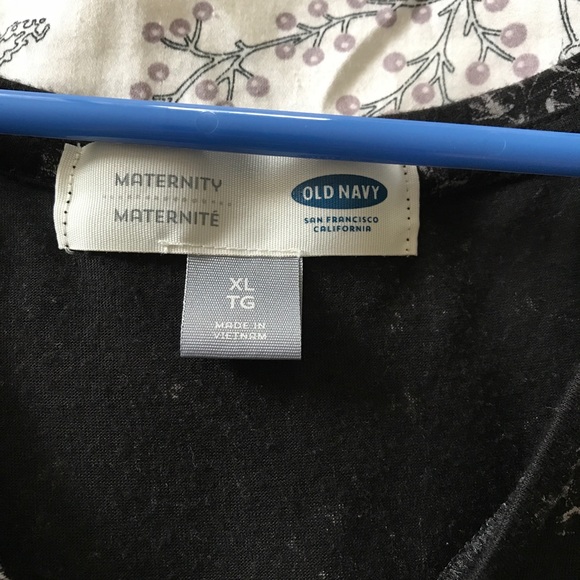 MATERNITY
MATERNITÉ
OLD NAVY
SAN FRANCISCO
CALIFORNIA
XL
TG
MADE IN
VIETNAM